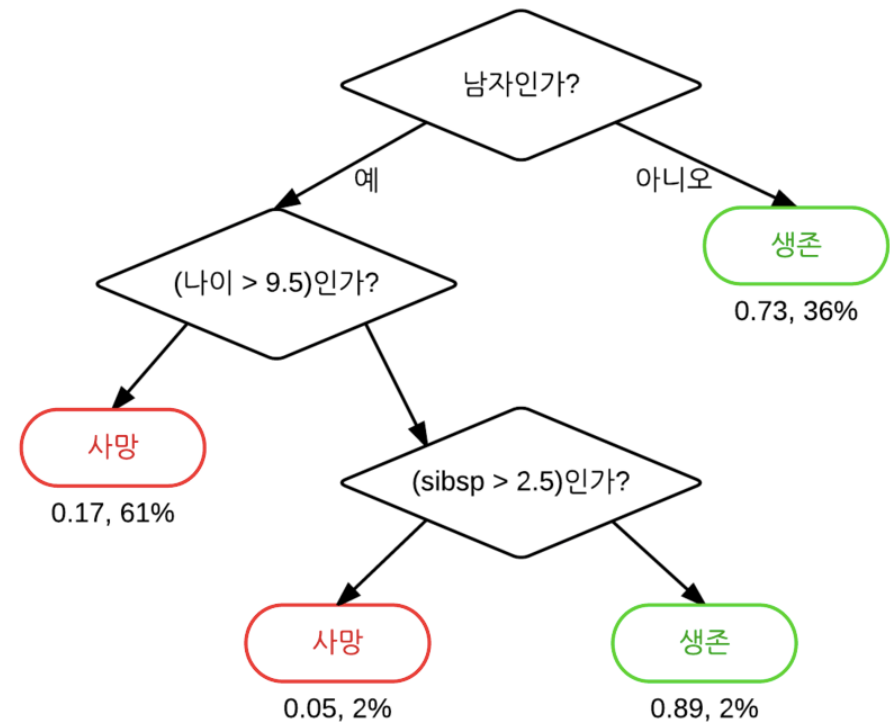 남자인가?
예
아니오
생존
0.73, 36%
(나이 > 9.5)인가?
사망
0.17, 61%
(sibsp > 2.5)인가?
사망
0.05, 2%
생존
0.89, 2%